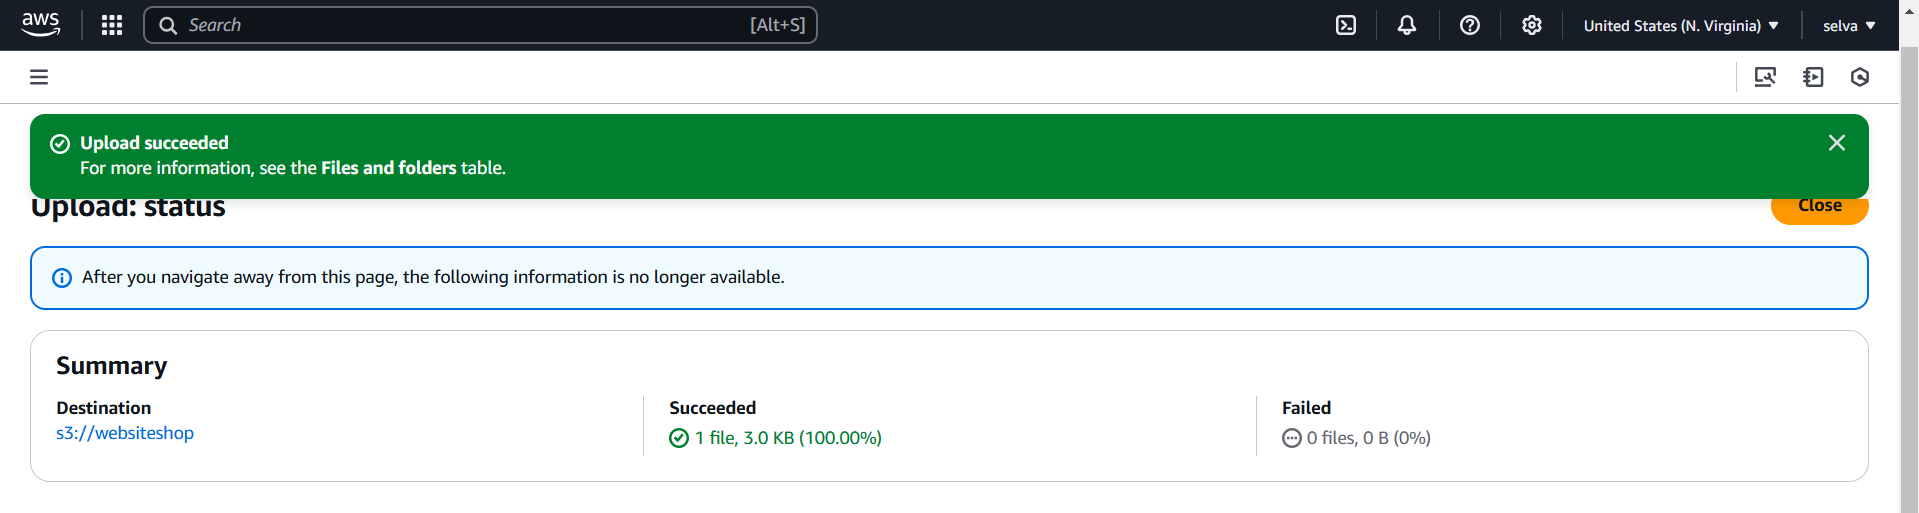 aws
Search [Alt+S]
United States (N. Virginia)
selva
Upload succeeded
For more information, see the Files and folders table.
Upload: status
Close
After you navigate away from this page, the following information is no longer available.
Summary
Destination
s3://websiteshop
Succeeded
1 file, 3.0 KB (100.00%)
Failed
0 files, 0 B (0%)